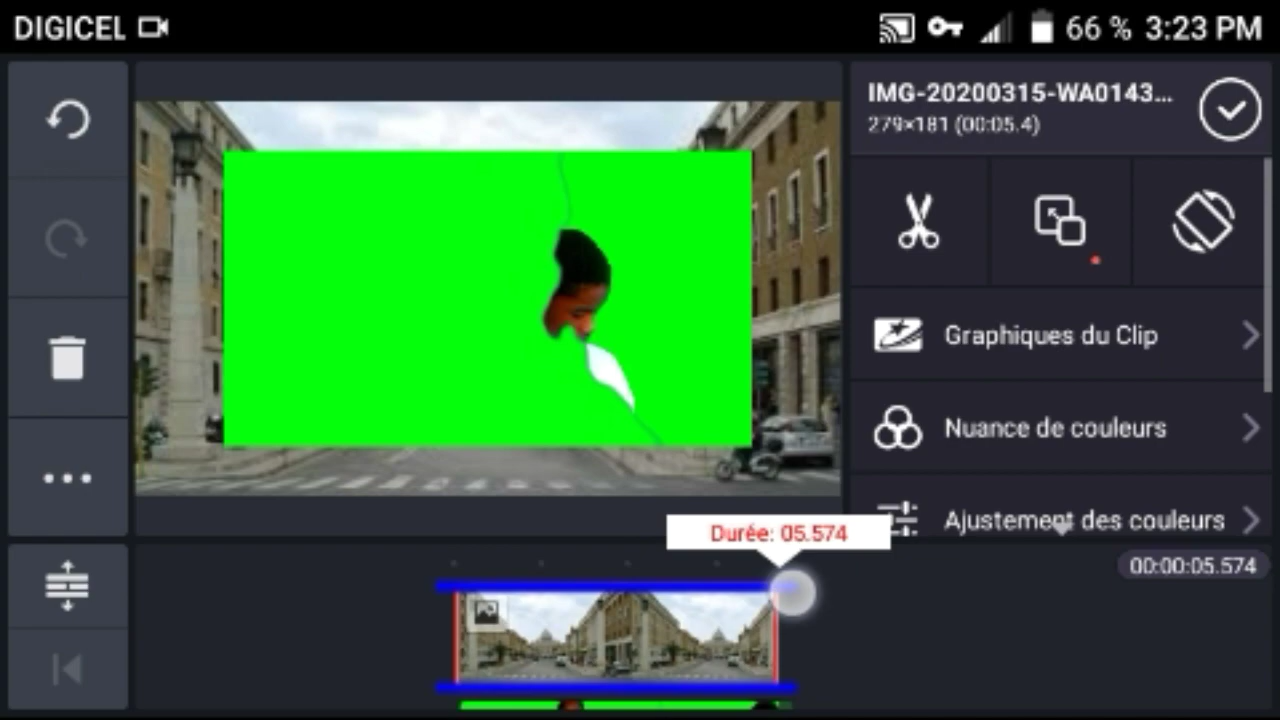 DIGICEL
66 % 3:23 PM
IMG-20200315-WA0143...
279×181 (00:05.4)
Graphiques du Clip
Nuance de couleurs
Ajustement des couleurs
Durée: 05.574
00:00:05.574